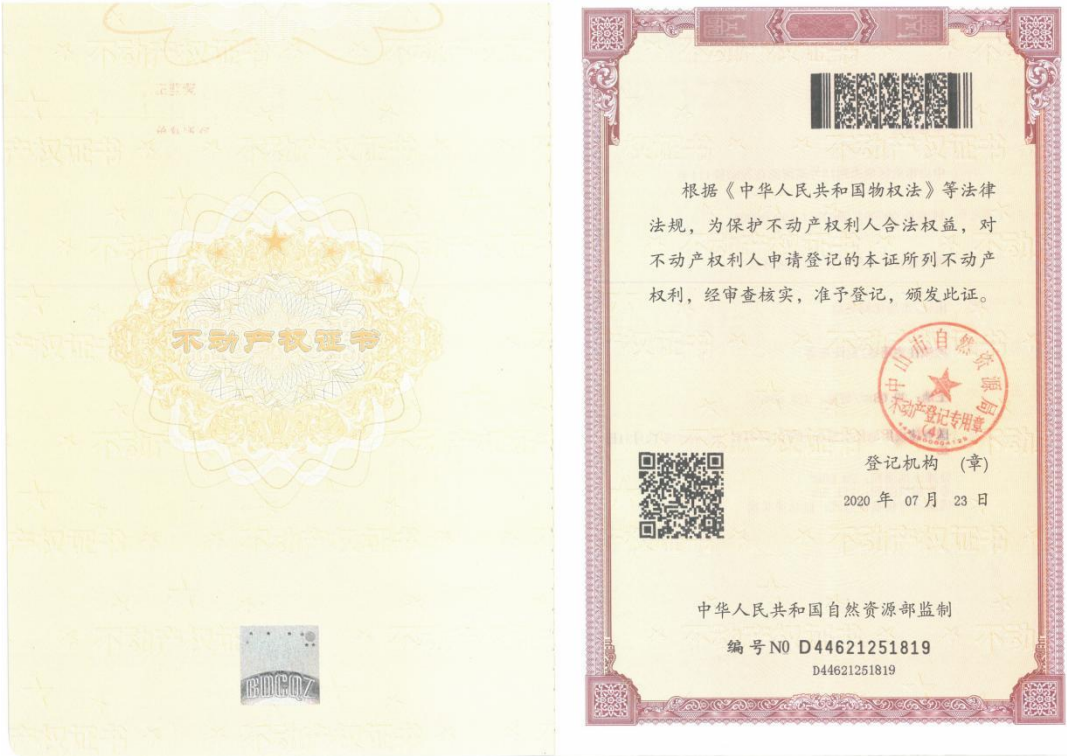 不动产权证书
BDCQZ
根据《中华人民共和国物权法》等法律
法规，为保护不动产权利人合法权益，对
不动产权利人申请登记的本证所列不动产
权利，经审查核实，准予登记，颁发此证。
中山市自然资源局
不动产登记专用章
(4)
登记机构 (章)
2020 年 07 月 23 日
中华人民共和国自然资源部监制
编号 N0 D44621251819
D44621251819